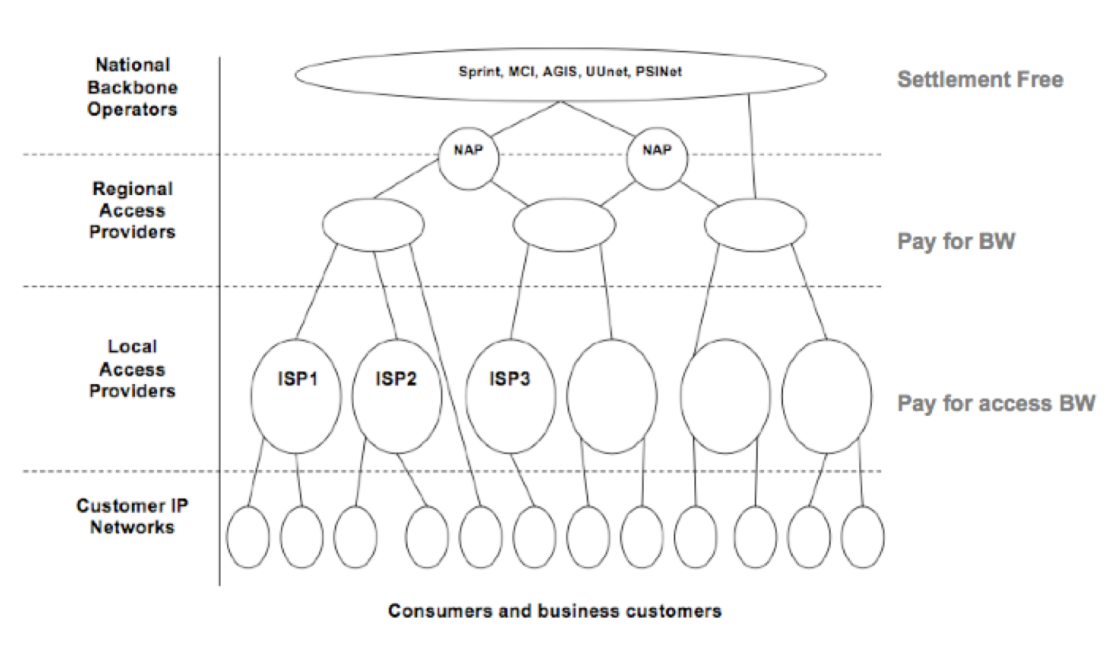 National
Backbone
Operators
Sprint, MCI, AGIS, UUnet, PSINet
Settlement Free
NAP
NAP
Regional
Access
Providers
Pay for BW
Local
Access
Providers
ISP1
ISP2
ISP3
Pay for access BW
Customer IP
Networks
Consumers and business customers